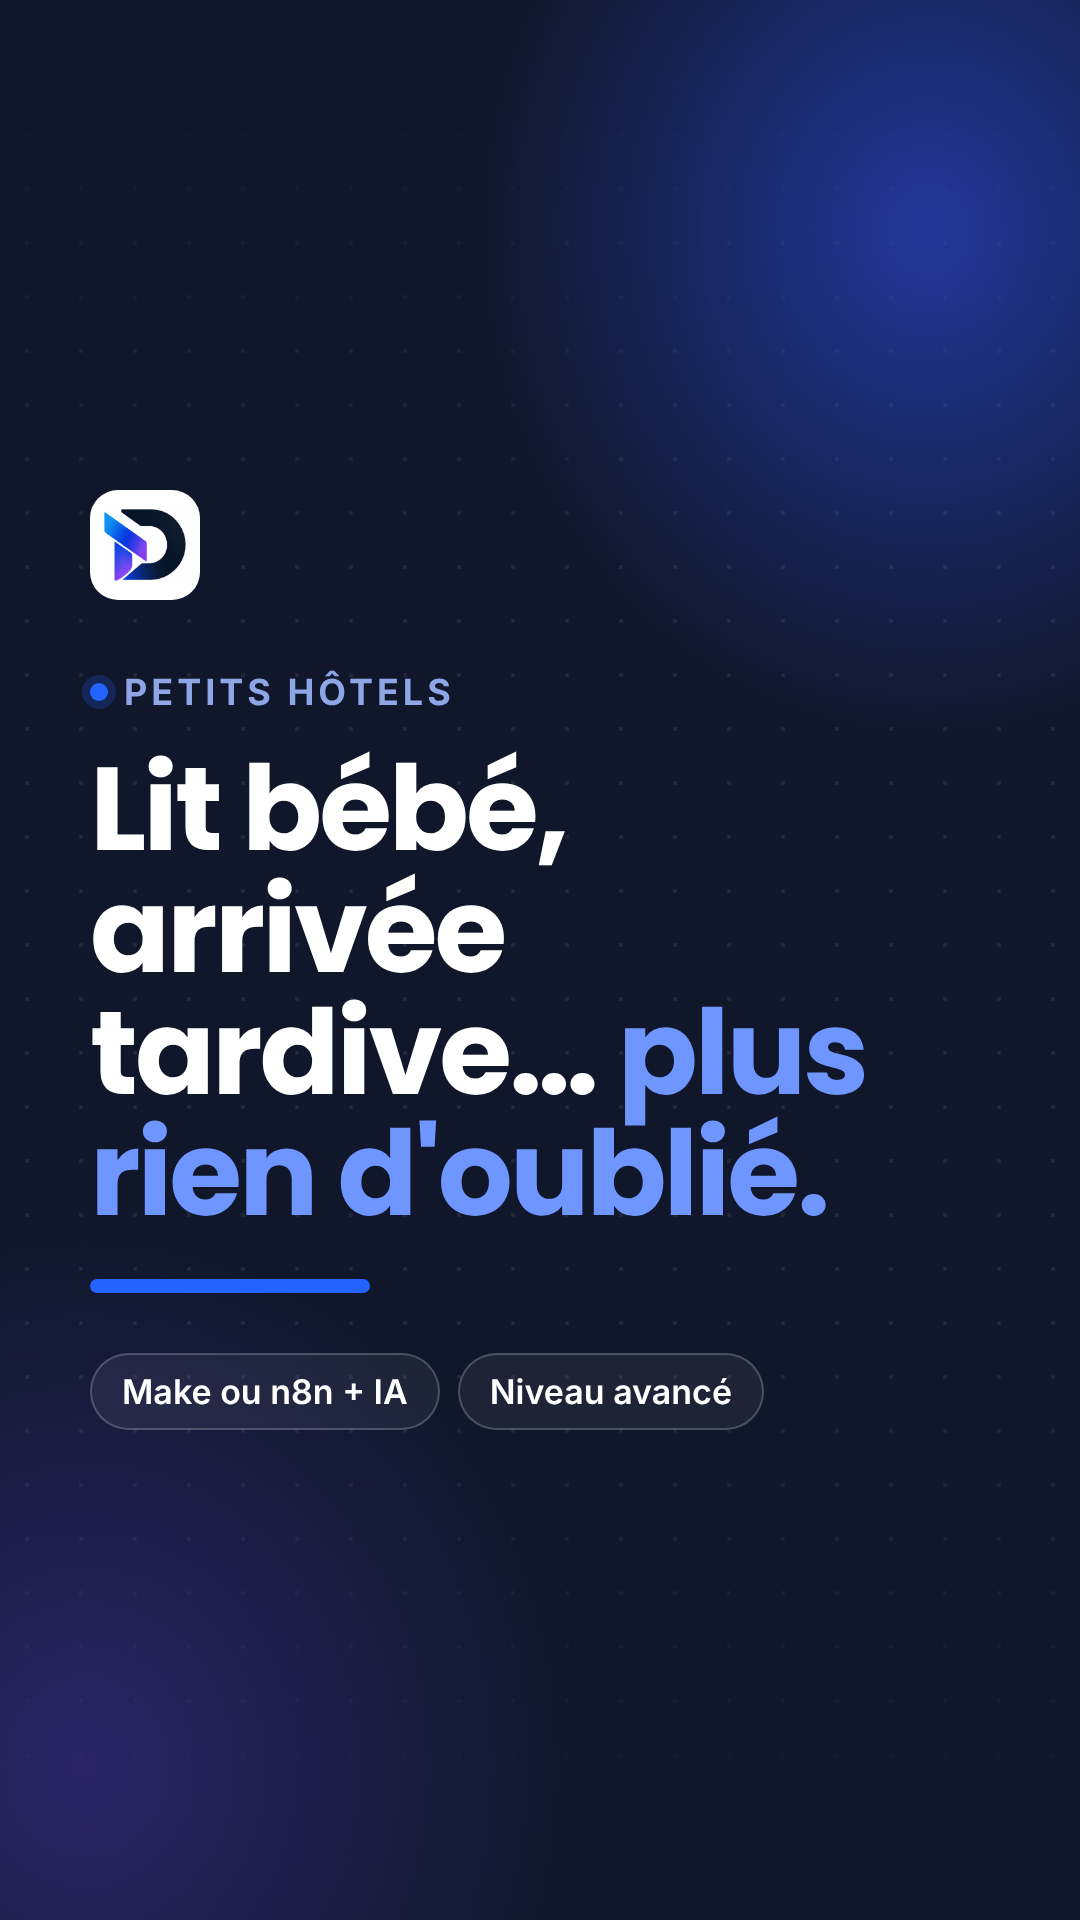 PETITS HÔTELS
Lit bébé,
arrivée
tardive... plus
rien d'oublié.
Make ou n8n + IA
Niveau avancé